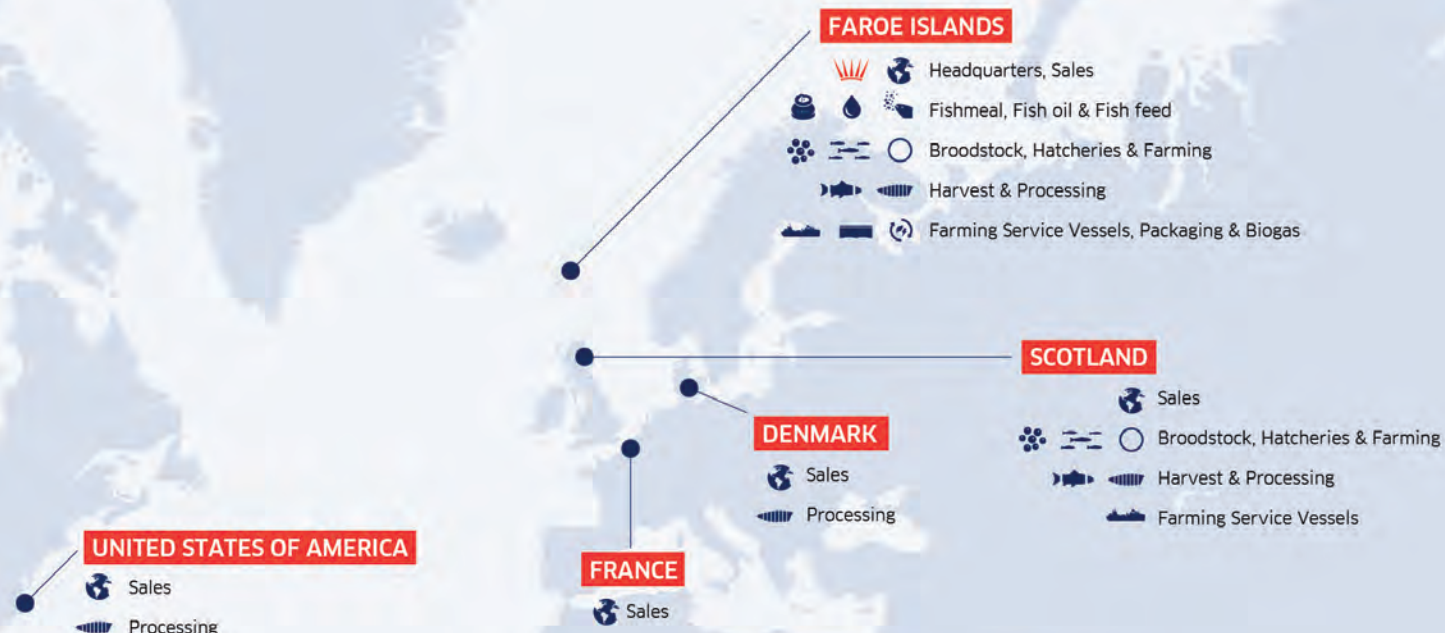 FAROE ISLANDS
Headquarters, Sales
Fishmeal, Fish oil & Fish feed
Broodstock, Hatcheries & Farming
Harvest & Processing
Farming Service Vessels, Packaging & Biogas
SCOTLAND
Sales
Broodstock, Hatcheries & Farming
Harvest & Processing
Farming Service Vessels
DENMARK
Sales
Processing
FRANCE
Sales
UNITED STATES OF AMERICA
Sales
Processing